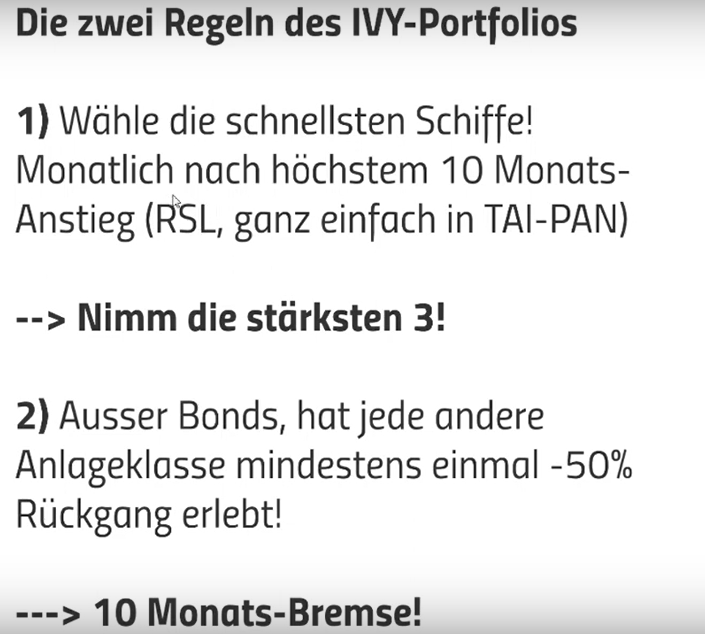 Die zwei Regeln des IVY-Portfolios
1) Wähle die schnellsten Schiffe!
Monatlich nach höchstem 10 Monats-
Anstieg (RSL, ganz einfach in TAI-PAN)
--> Nimm die stärksten 3!
2) Ausser Bonds, hat jede andere
Anlageklasse mindestens einmal -50%
Rückgang erlebt!
---> 10 Monats-Bremse!